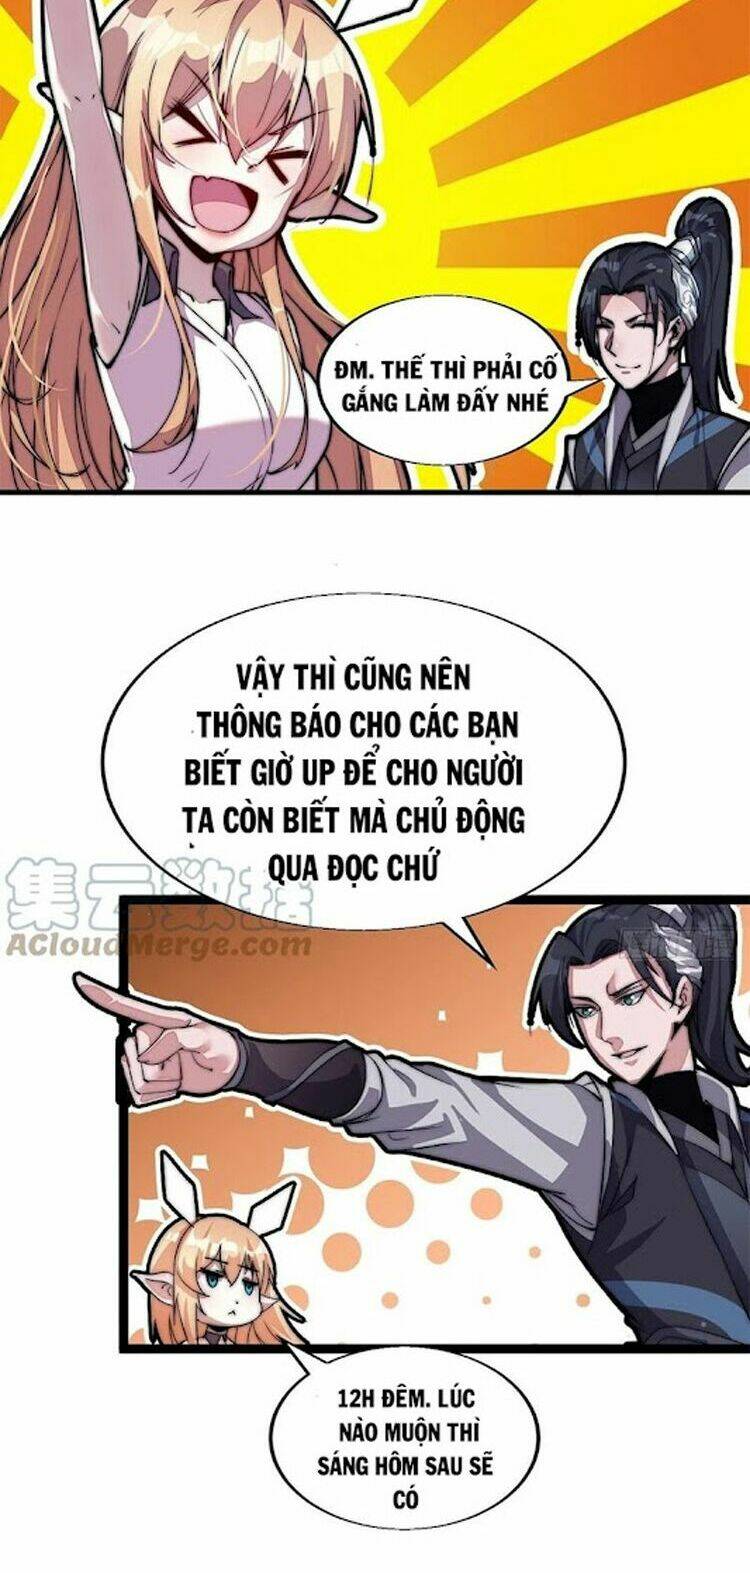 ĐM. THẾ THÌ PHẢI CỐ
GẮNG LÀM ĐẤY NHÉ
VẬY THÌ CŨNG NÊN
THÔNG BÁO CHO CÁC BẠN
BIẾT GIỜ UP ĐỂ CHO NGƯỜI
TA CÒN BIẾT MÀ CHỦ ĐỘNG
QUA ĐỌC CHỨ
集云数据
ACloudMerge.com
12H ĐÊM. LÚC
NÀO MUỘN THÌ
SÁNG HÔM SAU SẼ
CÓ